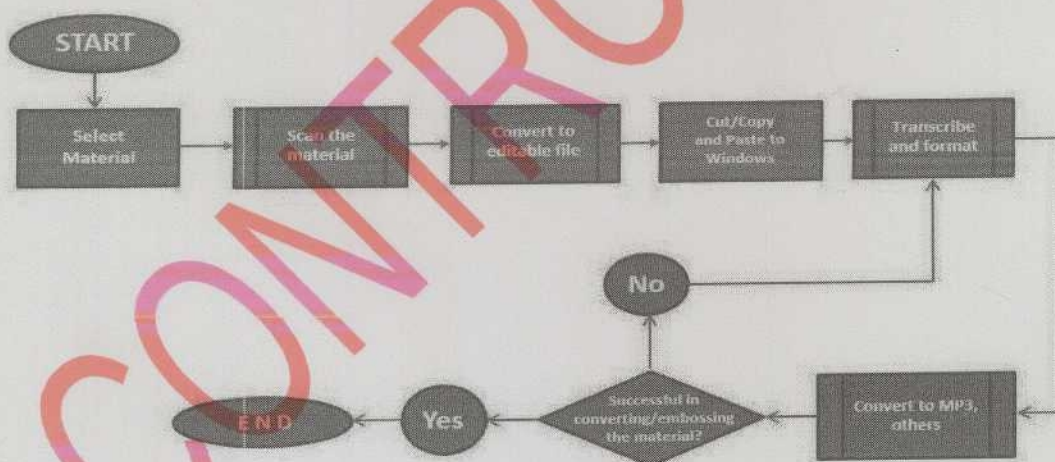 START
Select
Material
Scan the
material
Convert to
editable file
Cut/Copy
and Paste to
Windows
Transcribe
and format
No
Convert to MP3,
others
Successful in
converting/embossing
the material?
Yes
END
CONTRO